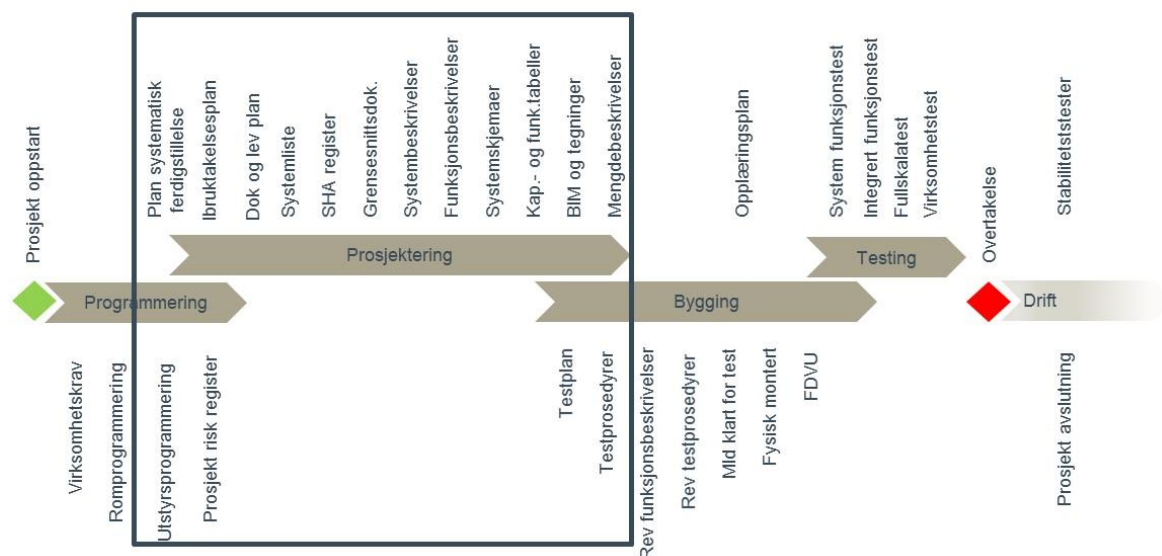 Prosjekt oppstart
Plan systematisk
ferdigstillelse
Ibruktakelsesplan
Dok og lev plan
Systemliste
SHA register
Grensesnittsdok.
Systembeskrivelser
Funksjonsbeskrivelser
Systemskjemaer
Kap.- og funk.tabeller
BIM og tegninger
Mengdebeskrivelser
Opplæringsplan
System funksjonstest
Integrert funksjonstest
Fullskalatest
Virksomhetstest
Overtakelse
Stabilitetstester
Prosjektering
Testing
Programmering
Bygging
Drift
Virksomhetskrav
Romprogrammering
Utstyrsprogrammering
Prosjekt risk register
Testplan
Testprosedyrer
Rev funksjonsbeskrivelser
Rev testprosedyrer
Mld klart for test
Fysisk montert
FDVU
Prosjekt avslutning